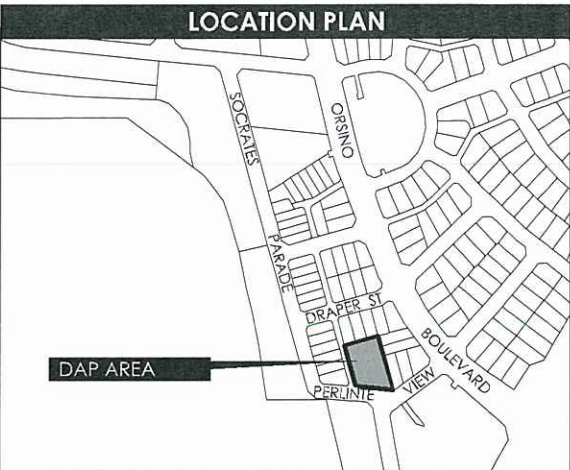 LOCATION PLAN
SOCRATES
PARADE
ORSINO
BOULEVARD
DRAPER ST
DAP AREA
PERLINTE VIEW